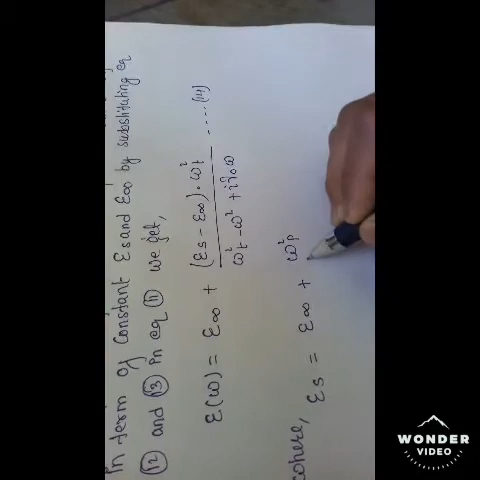 In term of Constant εs and ε∞ by substituting eq
(12) and (13) in eq (11) we get,
ε(ω) = ε∞ + (εs − ε∞) · ωt² / ωt² − ω² + iγ₀ω ----- (14)
where,
εs = ε∞ + ωp²
WONDER
VIDEO